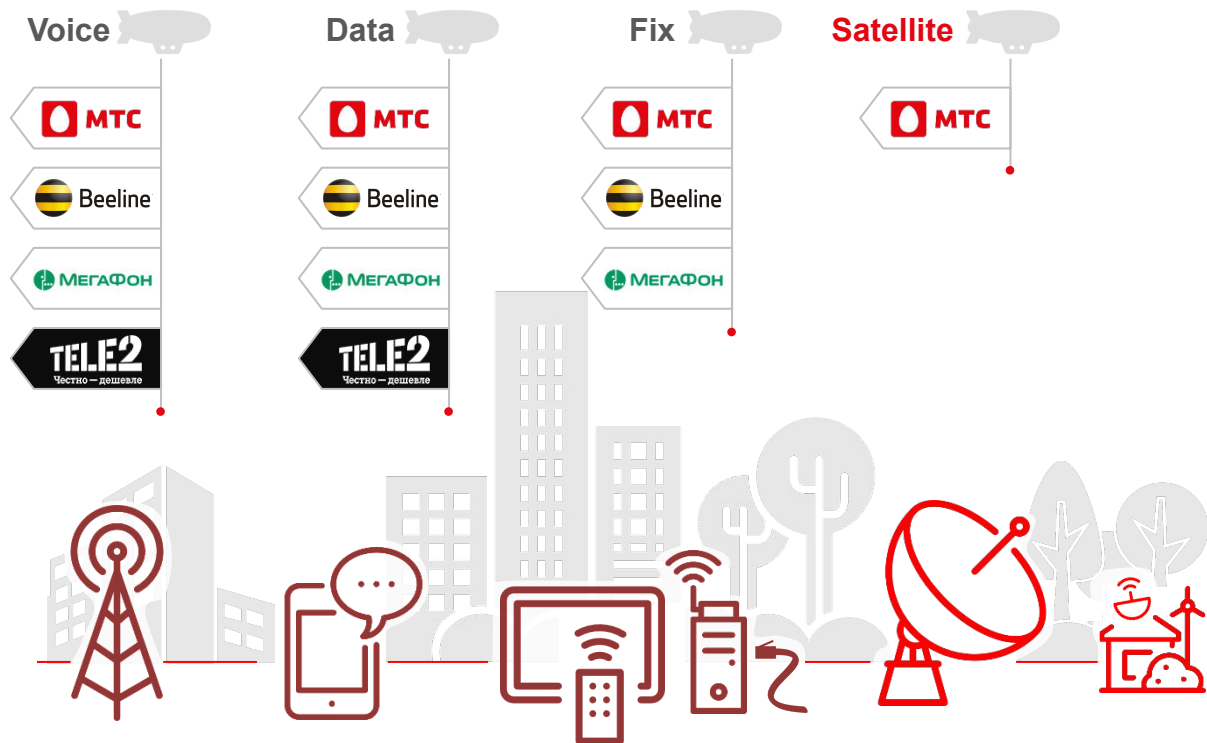 Voice
Data
Fix
Satellite
МТС
МТС
МТС
МТС
Beeline
Beeline
Beeline
МЕГАФОН
МЕГАФОН
МЕГАФОН
TELE2
Честно — дешевле
TELE2
Честно — дешевле